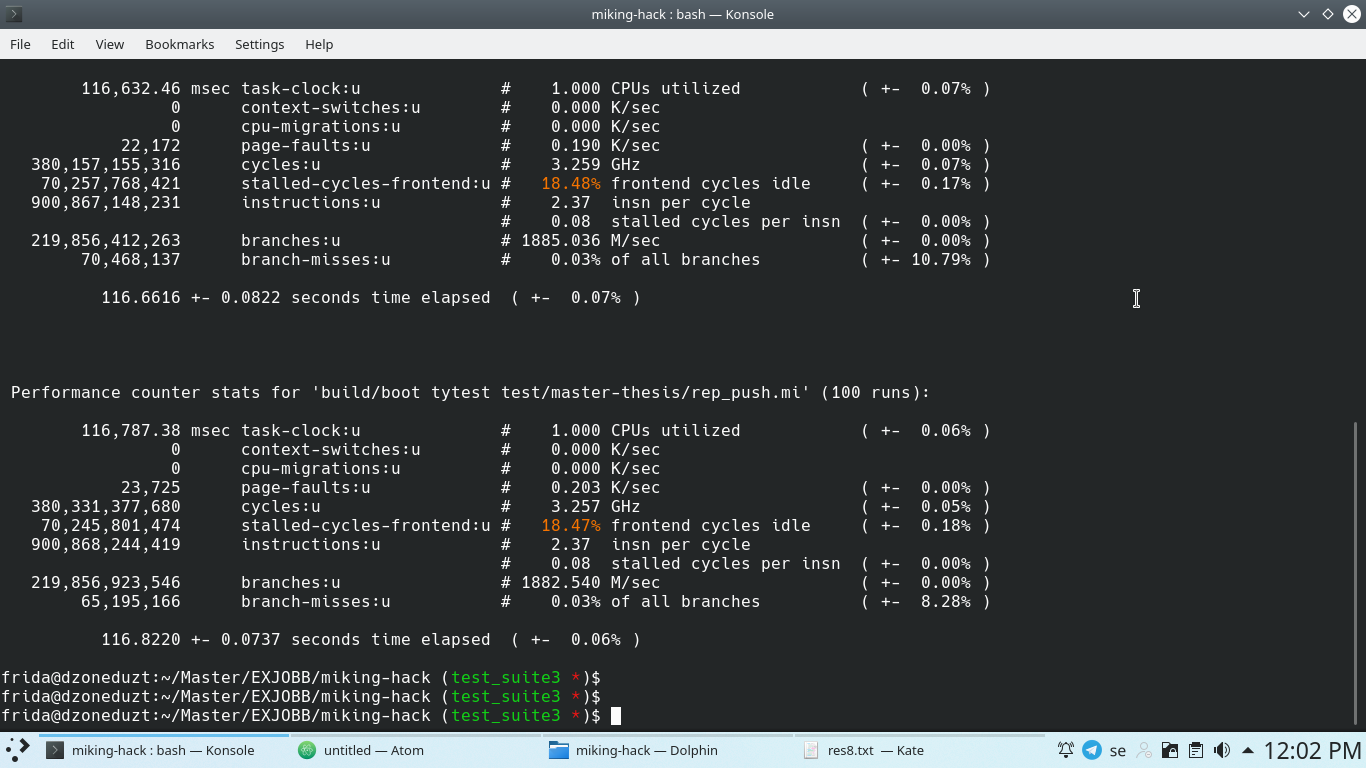 miking-hack : bash — Konsole
File Edit View Bookmarks Settings Help
116,632.46 msec task-clock:u # 1.000 CPUs utilized ( +- 0.07% )
0 context-switches:u # 0.000 K/sec
0 cpu-migrations:u # 0.000 K/sec
22,172 page-faults:u # 0.190 K/sec ( +- 0.00% )
380,157,155,316 cycles:u # 3.259 GHz ( +- 0.07% )
70,257,768,421 stalled-cycles-frontend:u # 18.48% frontend cycles idle ( +- 0.17% )
900,867,148,231 instructions:u # 2.37 insn per cycle
# 0.08 stalled cycles per insn ( +- 0.00% )
219,856,412,263 branches:u # 1885.036 M/sec ( +- 0.00% )
70,468,137 branch-misses:u # 0.03% of all branches ( +- 10.79% )
116.6616 +- 0.0822 seconds time elapsed ( +- 0.07% )
Performance counter stats for 'build/boot tytest test/master-thesis/rep_push.mi' (100 runs):
116,787.38 msec task-clock:u # 1.000 CPUs utilized ( +- 0.06% )
0 context-switches:u # 0.000 K/sec
0 cpu-migrations:u # 0.000 K/sec
23,725 page-faults:u # 0.203 K/sec ( +- 0.00% )
380,331,377,680 cycles:u # 3.257 GHz ( +- 0.05% )
70,245,801,474 stalled-cycles-frontend:u # 18.47% frontend cycles idle ( +- 0.18% )
900,868,244,419 instructions:u # 2.37 insn per cycle
# 0.08 stalled cycles per insn ( +- 0.00% )
219,856,923,546 branches:u # 1882.540 M/sec ( +- 0.00% )
65,195,166 branch-misses:u # 0.03% of all branches ( +- 8.28% )
116.8220 +- 0.0737 seconds time elapsed ( +- 0.06% )
frida@dzoneduzt:~/Master/EXJOBB/miking-hack (test_suite3 *)$
frida@dzoneduzt:~/Master/EXJOBB/miking-hack (test_suite3 *)$
frida@dzoneduzt:~/Master/EXJOBB/miking-hack (test_suite3 *)$
miking-hack : bash — Konsole untitled — Atom miking-hack — Dolphin res8.txt — Kate se 12:02 PM